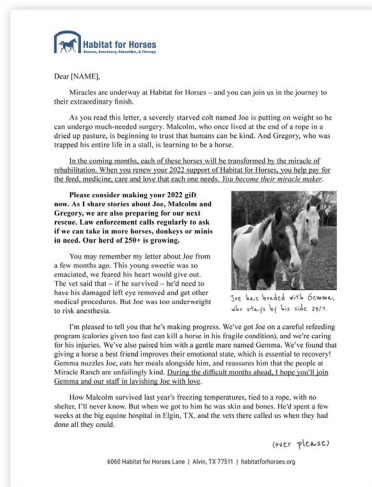 Habitat for Horses
Rescue, Sanctuary, Education, & Therapy
Dear [NAME],
Miracles are underway at Habitat for Horses – and you can join us in the journey to
their extraordinary finish.
As you read this letter, a severely starved colt named Joe is putting on weight so he
can undergo much-needed surgery. Malcolm, who once lived at the end of a rope in a
dried up pasture, is beginning to trust that humans can be kind. And Gregory, who was
trapped his entire life in a stall, is learning to be a horse.
In the coming months, each of these horses will be transformed by the miracle of
rehabilitation. When you renew your 2022 support of Habitat for Horses, you help pay for
the feed, medicine, care and love that each one needs. You become their miracle maker.
Please consider making your 2022 gift
now. As I share stories about Joe, Malcolm and
Gregory, we are also preparing for our next
rescue. Law enforcement calls regularly to ask
if we can take in more horses, donkeys or minis
in need. Our herd of 250+ is growing.
You may remember my letter about Joe from
a few months ago. This young sweetie was so
emaciated, we feared his heart would give out.
The vet said that – if he survived – he'd need to
have his damaged left eye removed and get other
medical procedures. But Joe was too underweight
to risk anesthesia.
Joe has bonded with Gemma,
who stays by his side 24/7.
I'm pleased to tell you that he's making progress. We've got Joe on a careful refeeding
program (calories given too fast can kill a horse in his fragile condition), and we're caring
for his injuries. We've also paired him with a gentle mare named Gemma. We've found that
giving a horse a best friend improves their emotional state, which is essential to recovery!
Gemma nuzzles Joe, eats her meals alongside him, and reassures him that the people at
Miracle Ranch are unfailingly kind. During the difficult months ahead, I hope you'll join
Gemma and our staff in lavishing Joe with love.
How Malcolm survived last year's freezing temperatures, tied to a rope, with no
shelter, I'll never know. But when we got to him he was skin and bones. He'd spent a few
weeks at the big equine hospital in Elgin, TX, and the vets there called us when they had
done all they could.
(over please)
6060 Habitat for Horses Lane | Alvin, TX 77511 | habitatforhorses.org